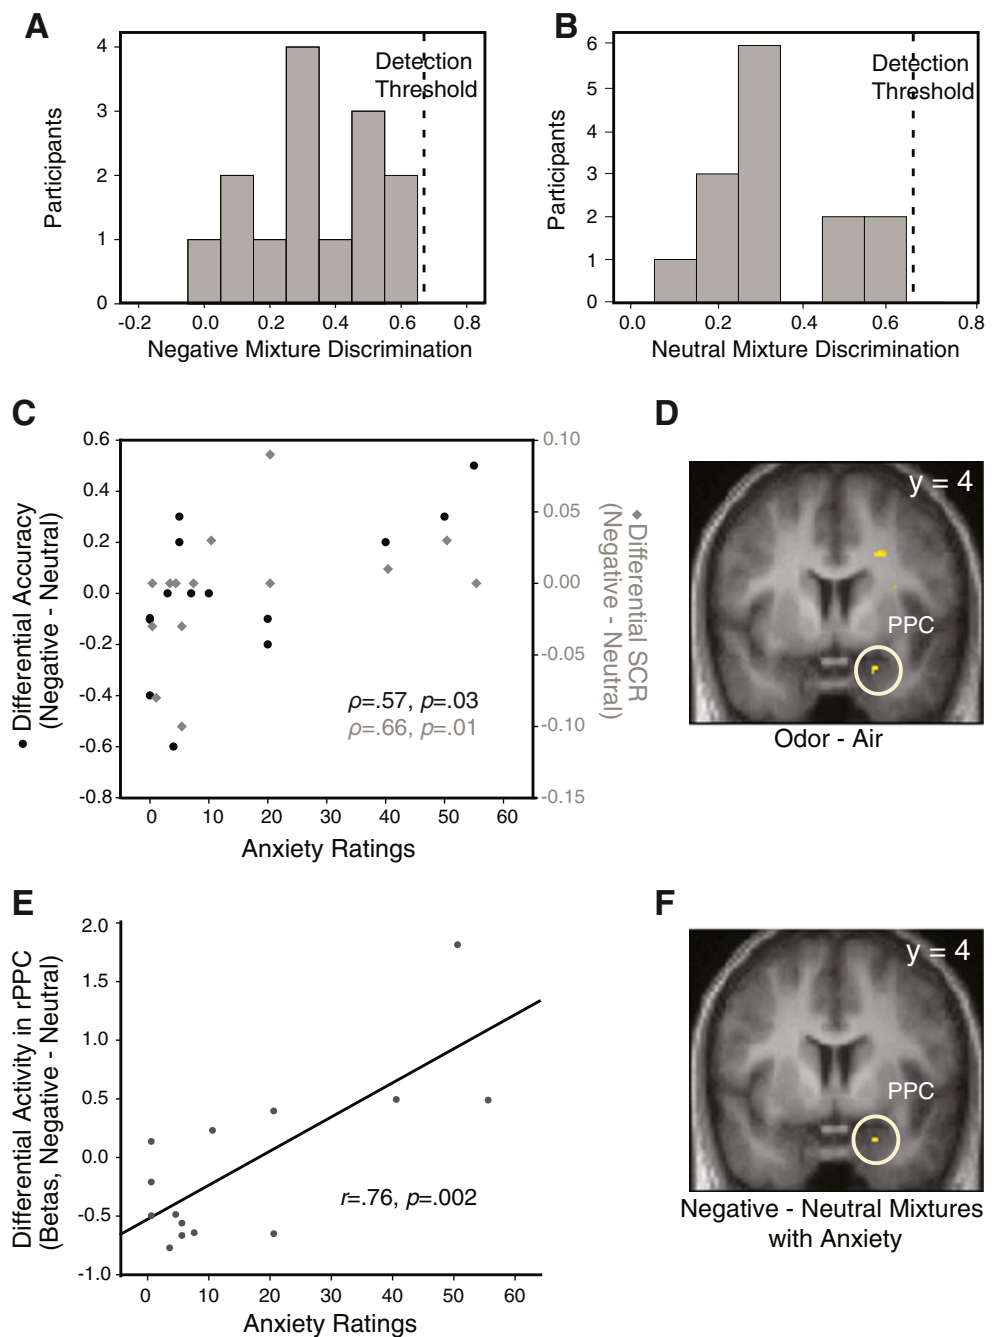 A
4
3
2
1
0
Participants
Detection
Threshold
-0.2 0.0 0.2 0.4 0.6 0.8
Negative Mixture Discrimination
B
6
5
4
3
2
1
0
Participants
Detection
Threshold
0.0 0.2 0.4 0.6 0.8
Neutral Mixture Discrimination
C
Differential Accuracy
(Negative - Neutral)
0.6
0.4
0.2
0.0
-0.2
-0.4
-0.6
-0.8
0.10
0.05
0.00
-0.05
-0.10
-0.15
Differential SCR
(Negative - Neutral)
ρ=.57, p=.03
ρ=.66, p=.01
0 10 20 30 40 50 60
Anxiety Ratings
D
y = 4
PPC
Odor - Air
E
Differential Activity in rPPC
(Betas, Negative - Neutral)
2.0
1.5
1.0
0.5
0.0
-0.5
-1.0
r=.76, p=.002
0 10 20 30 40 50 60
Anxiety Ratings
F
y = 4
PPC
Negative - Neutral Mixtures
with Anxiety